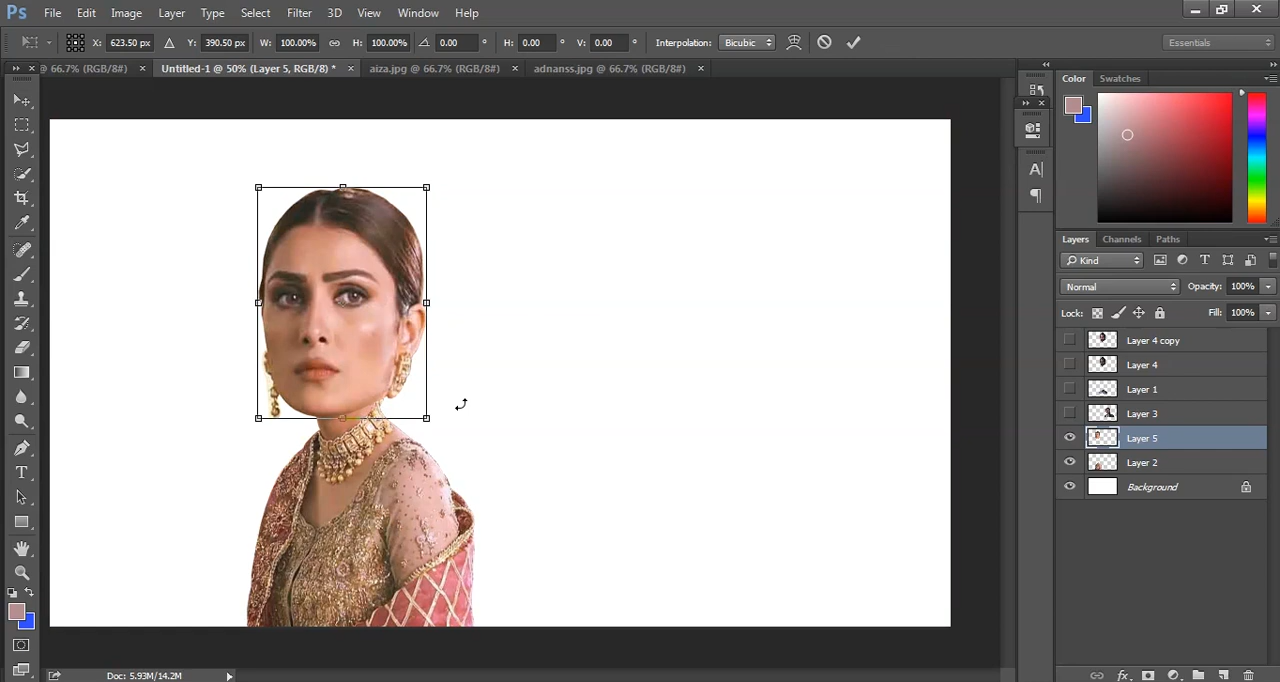 Ps File Edit Image Layer Type Select Filter 3D View Window Help
X: 623.50 px Y: 390.50 px W: 100.00% H: 100.00% 0.00 ° H: 0.00 ° V: 0.00 ° Interpolation: Bicubic Essentials
@ 66.7% (RGB/8#) Untitled-1 @ 50% (Layer 5, RGB/8) * aiza.jpg @ 66.7% (RGB/8#) adnanss.jpg @ 66.7% (RGB/8#)
Color Swatches
Layers Channels Paths
Kind
Normal Opacity: 100%
Lock: Fill: 100%
Layer 4 copy
Layer 4
Layer 1
Layer 3
Layer 5
Layer 2
Background
Doc: 5.93M/14.2M